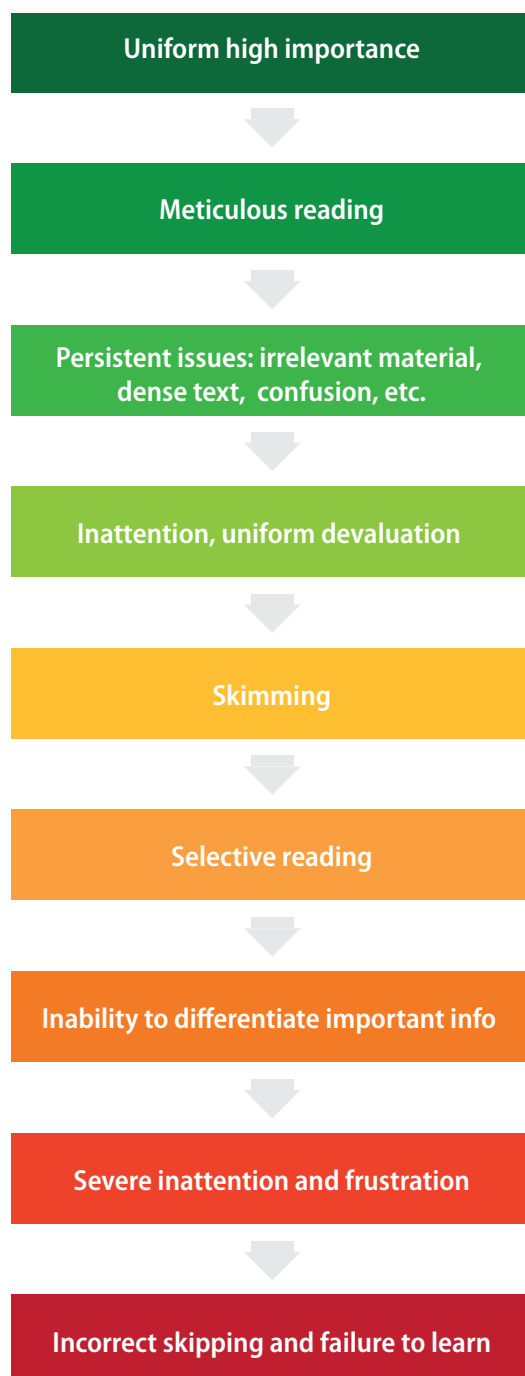 Uniform high importance
Meticulous reading
Persistent issues: irrelevant material,
dense text, confusion, etc.
Inattention, uniform devaluation
Skimming
Selective reading
Inability to differentiate important info
Severe inattention and frustration
Incorrect skipping and failure to learn